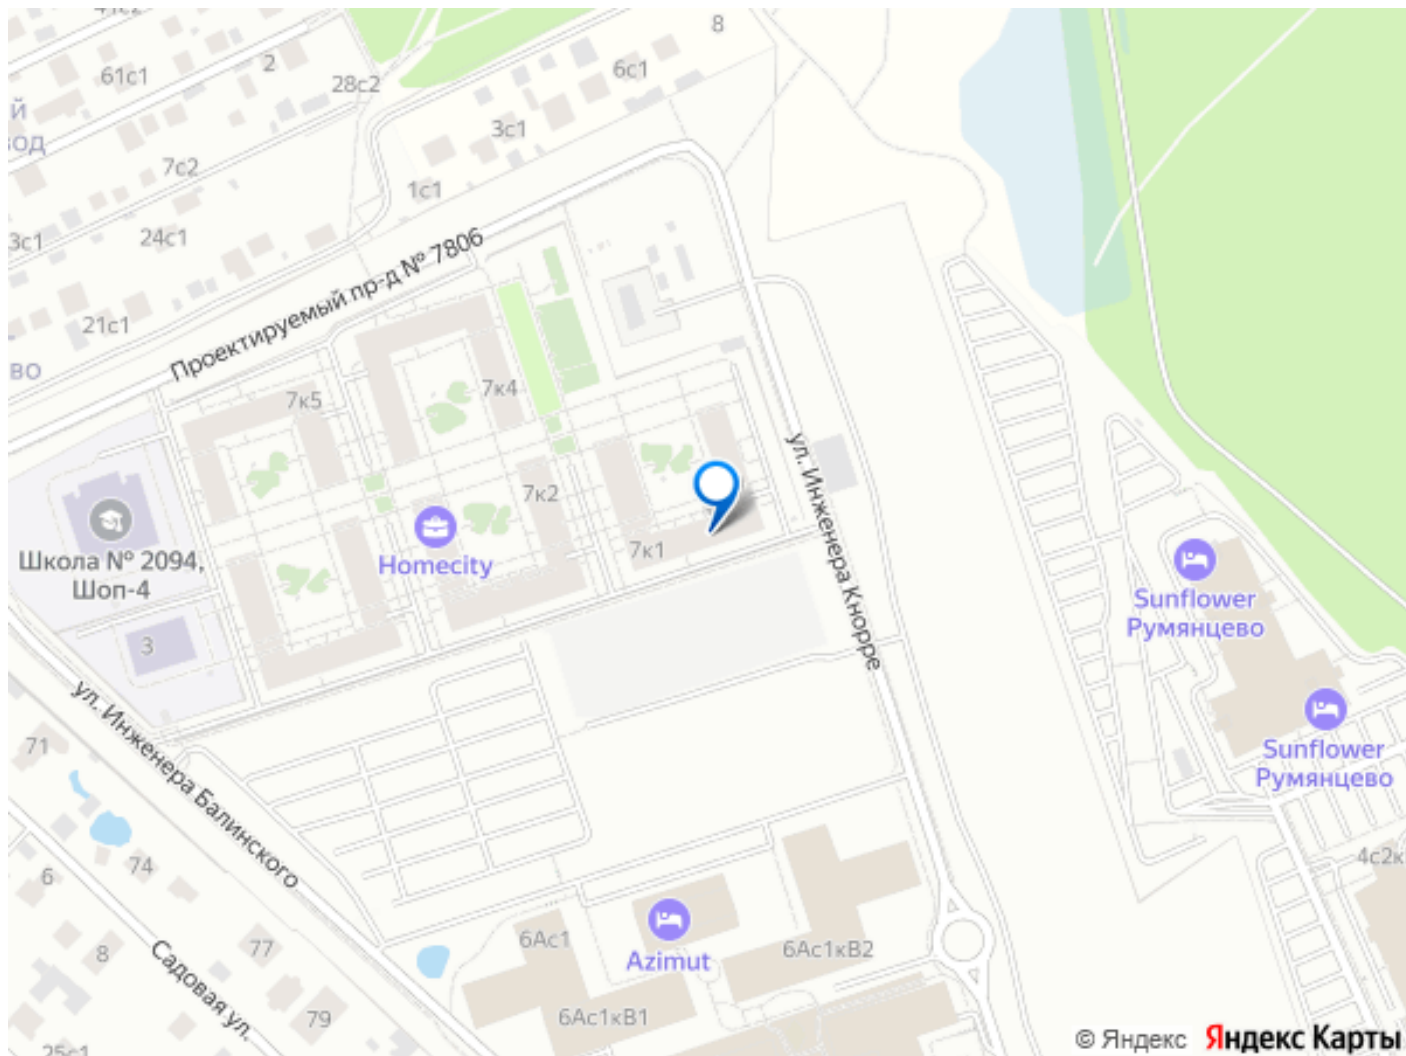 8
6с1
61с1
2
28с2
й
3с1
7с2
1с1
3с1
24с1
Проектируемый пр-д № 7806
21с1
во
7к5
7к4
ул. Инженера Кнорре
7к2
7к1
Homecity
Школа № 2094,
Шоп-4
3
Sunflower
Румянцево
ул. Инженера Балинского
Sunflower
Румянцево
71
74
6
4с2к
Садовая ул.
8
77
79
6Ас1
Azimut
6Ас1кВ2
6Ас1кВ1
25с1
© Яндекс Яндекс Карты